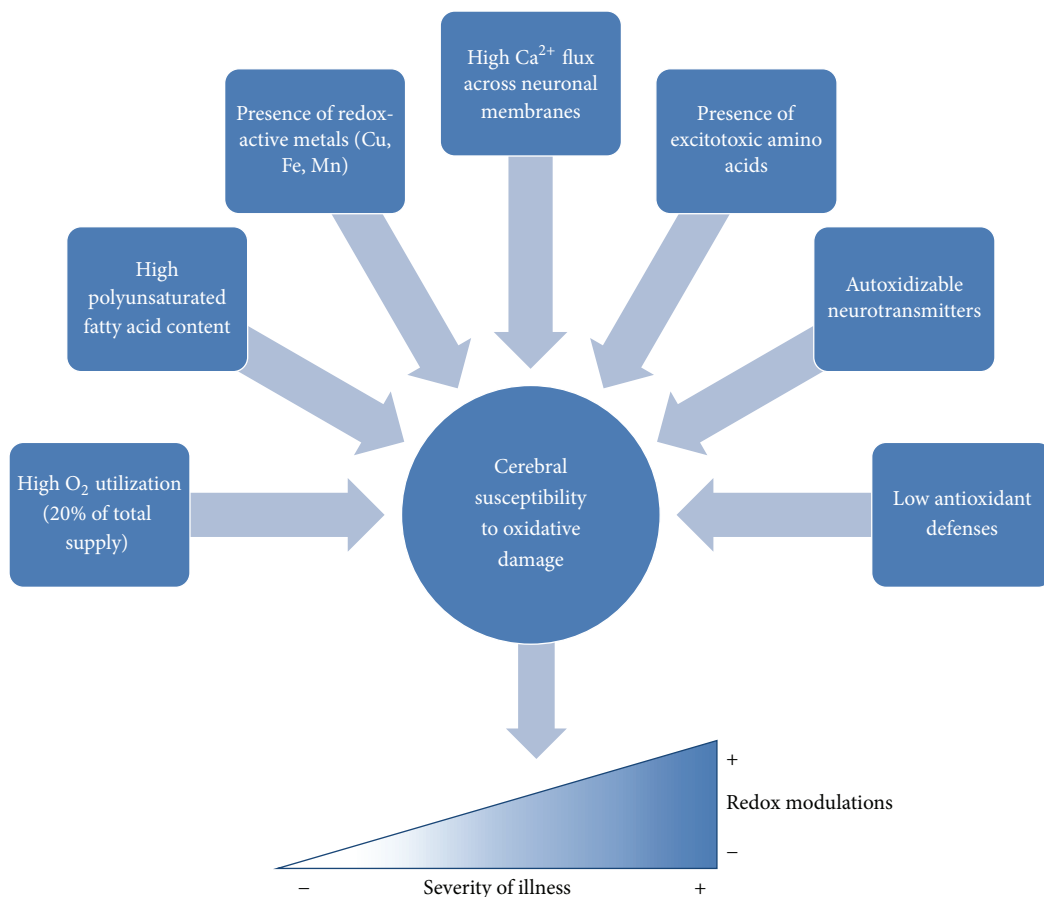 High Ca²⁺ flux
across neuronal
membranes
Presence of redox-
active metals (Cu,
Fe, Mn)
Presence of
excitotoxic amino
acids
High
polyunsaturated
fatty acid content
Autoxidizable
neurotransmitters
High O₂ utilization
(20% of total
supply)
Cerebral
susceptibility
to oxidative
damage
Low antioxidant
defenses
+
Redox modulations
−
− Severity of illness +